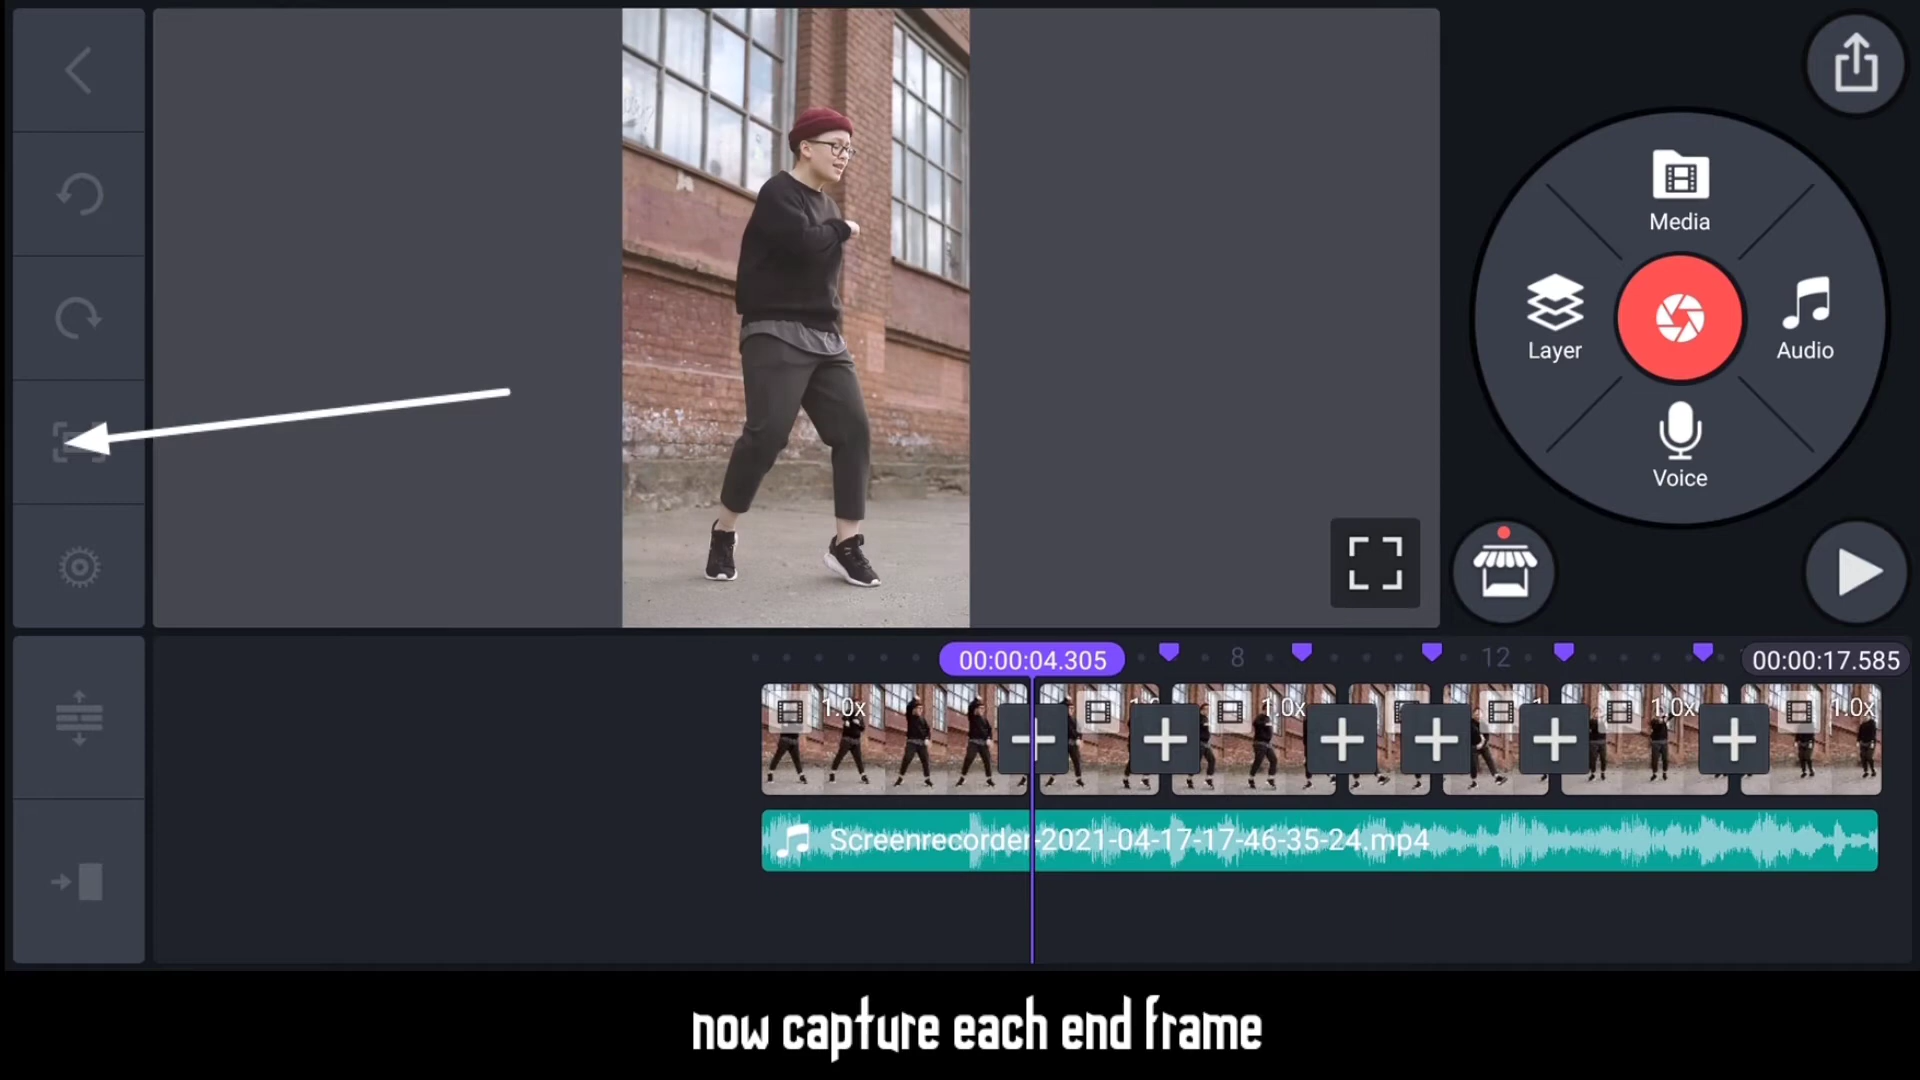 Media
Layer
Audio
Voice
00:00:04.305
8
12
00:00:17.585
1.0x
1.0x
1.0x
1.0x
Screenrecorder-2021-04-17-17-46-35-24.mp4
now capture each end frame